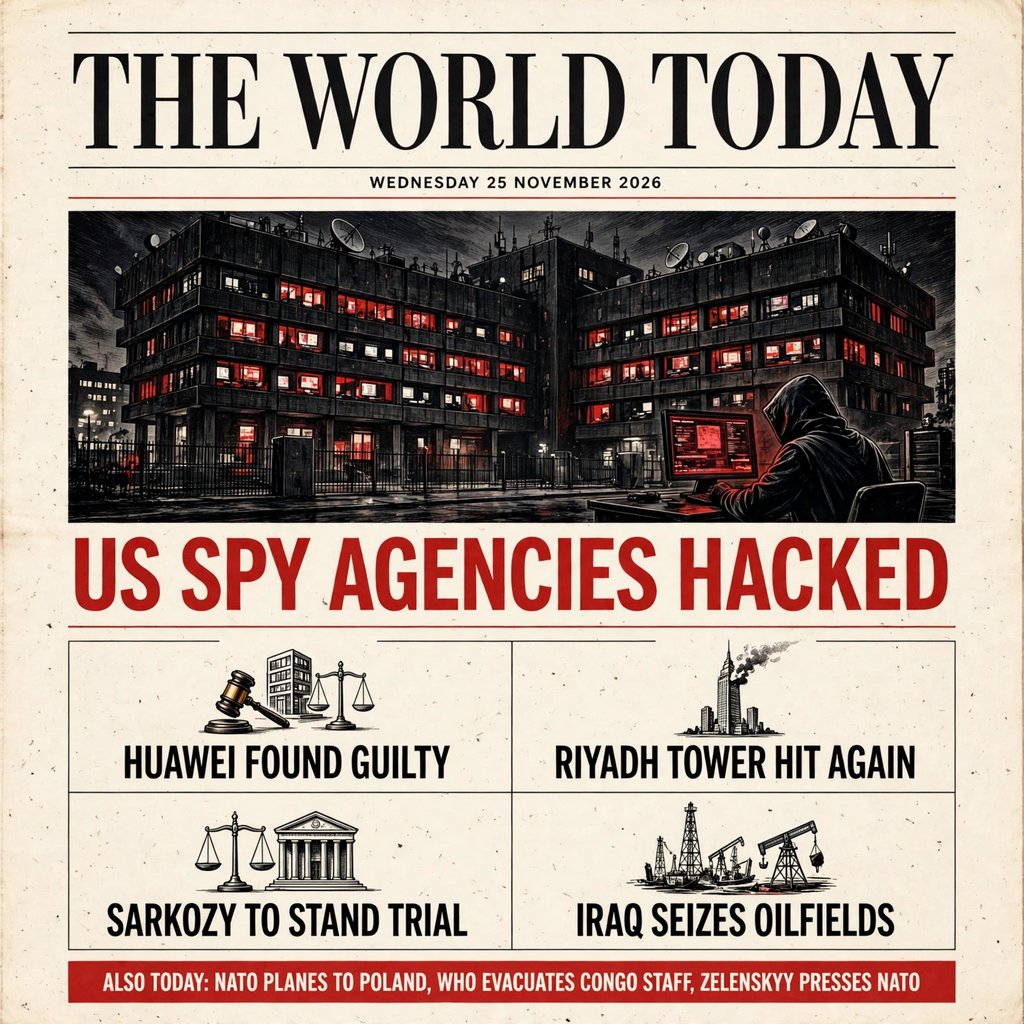 THE WORLD TODAY
WEDNESDAY 25 NOVEMBER 2026
US SPY AGENCIES HACKED
HUAWEI FOUND GUILTY
RIYADH TOWER HIT AGAIN
SARKOZY TO STAND TRIAL
IRAQ SEIZES OILFIELDS
ALSO TODAY: NATO PLANES TO POLAND, WHO EVACUATES CONGO STAFF, ZELENSKYY PRESSES NATO